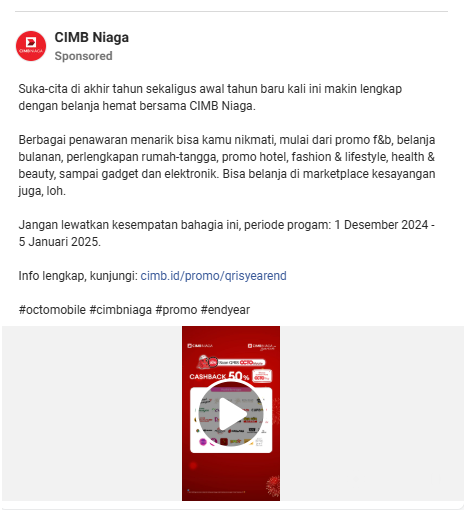 CIMB Niaga
Sponsored
Suka-cita di akhir tahun sekaligus awal tahun baru kali ini makin lengkap
dengan belanja hemat bersama CIMB Niaga.
Berbagai penawaran menarik bisa kamu nikmati, mulai dari promo f&b, belanja
bulanan, perlengkapan rumah-tangga, promo hotel, fashion & lifestyle, health &
beauty, sampai gadget dan elektronik. Bisa belanja di marketplace kesayangan
juga, loh.
Jangan lewatkan kesempatan bahagia ini, periode progam: 1 Desember 2024 -
5 Januari 2025.
Info lengkap, kunjungi: cimb.id/promo/qrisyearend
#octomobile #cimbniaga #promo #endyear
CIMB NIAGA
CASHBACK 50%